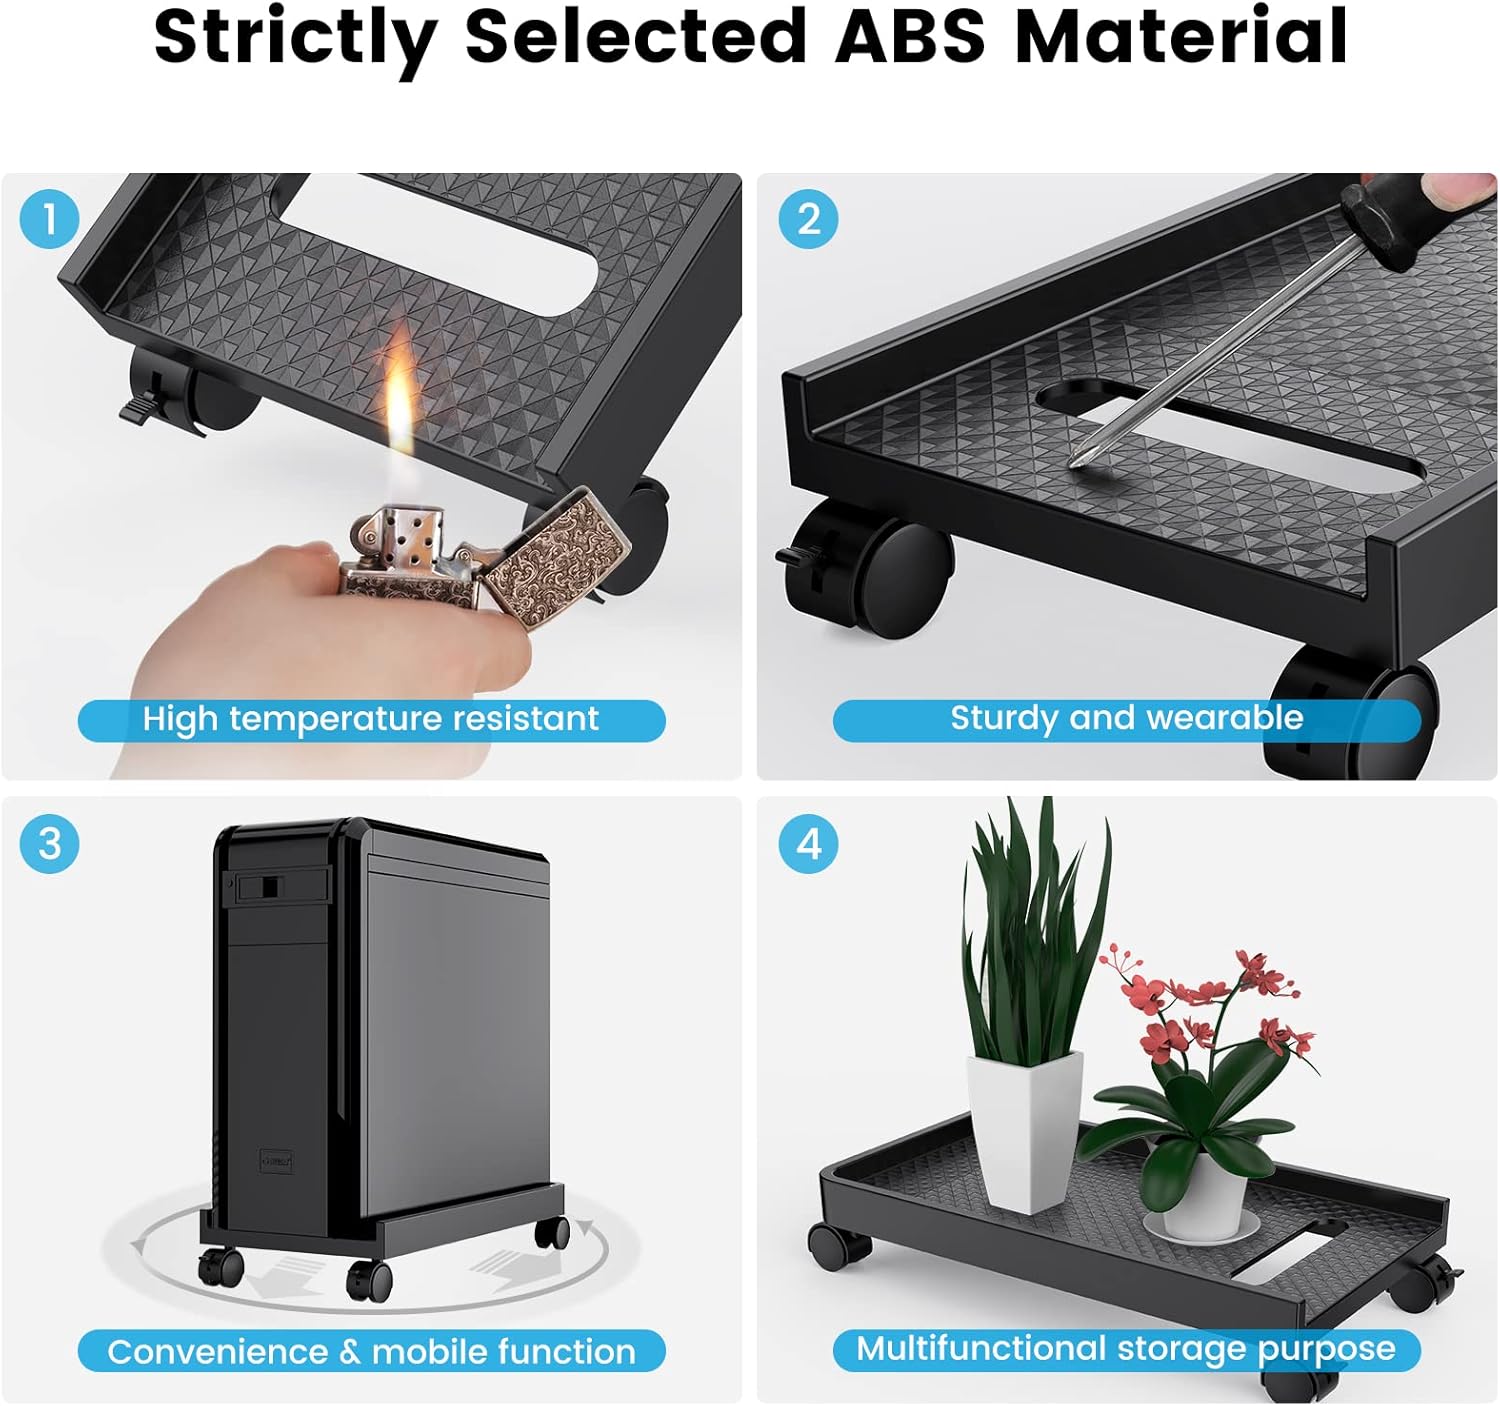 Strictly Selected ABS Material
1
High temperature resistant
2
Sturdy and wearable
3
Convenience & mobile function
4
Multifunctional storage purpose